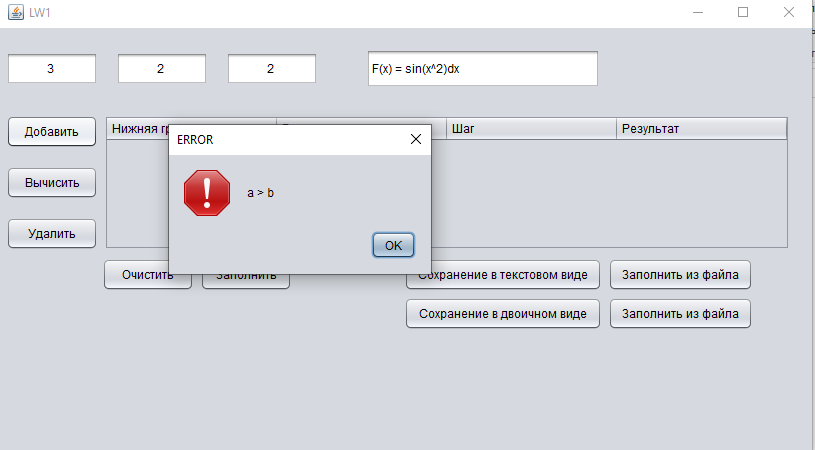 LW1
3 2 2 F(x) = sin(x^2)dx
Добавить
Вычисить
Удалить
Нижняя Шаг Результат
ERROR
a > b
OK
Очистить Заполнить Сохранение в текстовом виде Заполнить из файла
Сохранение в двоичном виде Заполнить из файла